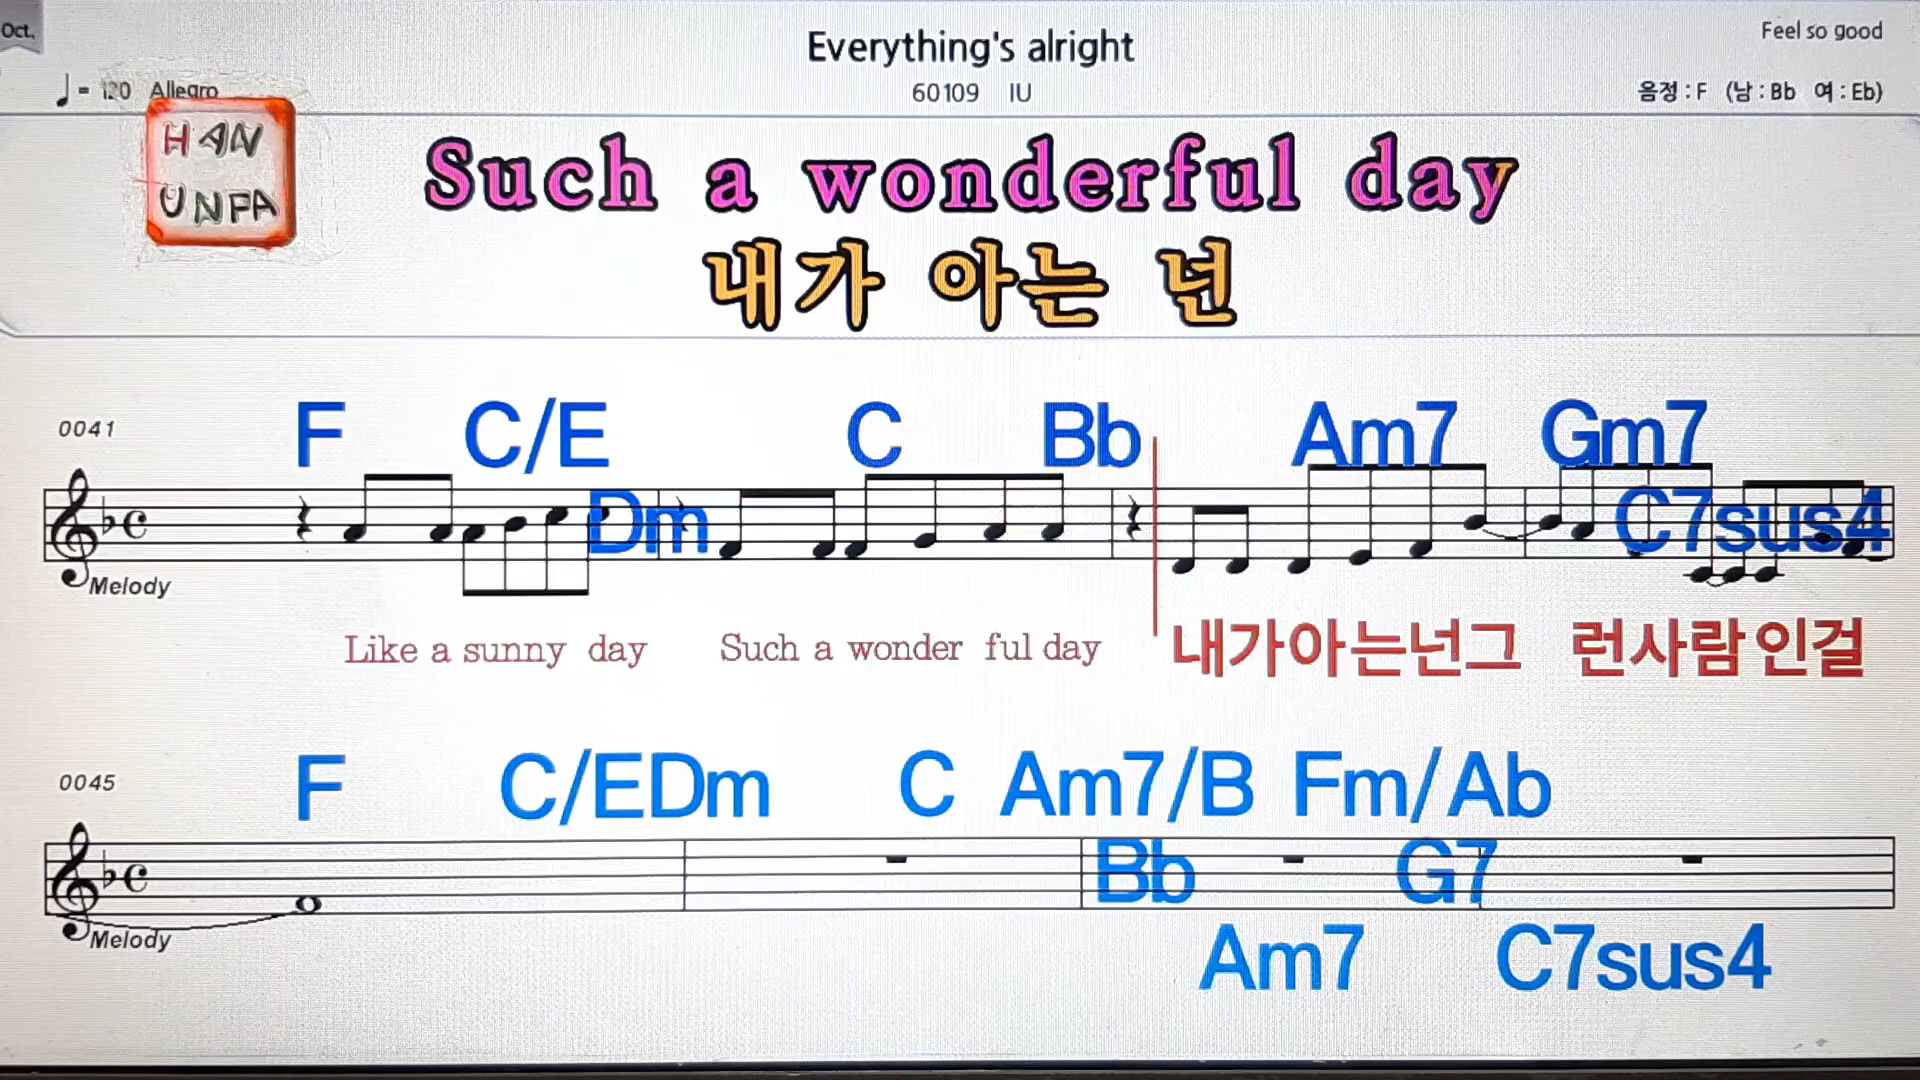 Oct.
Everything's alright
Feel so good
= 120 Allegro
60109 IU
음정 : F (남 : Bb 여 : Eb)
HAN
UNFA
Such a wonderful day
내가 아는 넌
0041
F C/E C Bb Am7 Gm7
Dm C7sus4
Melody
Like a sunny day Such a wonder ful day 내가아는넌그 런사람인걸
0045
F C/EDm C Am7/B Fm/Ab
Bb G7
Melody
Am7 C7sus4